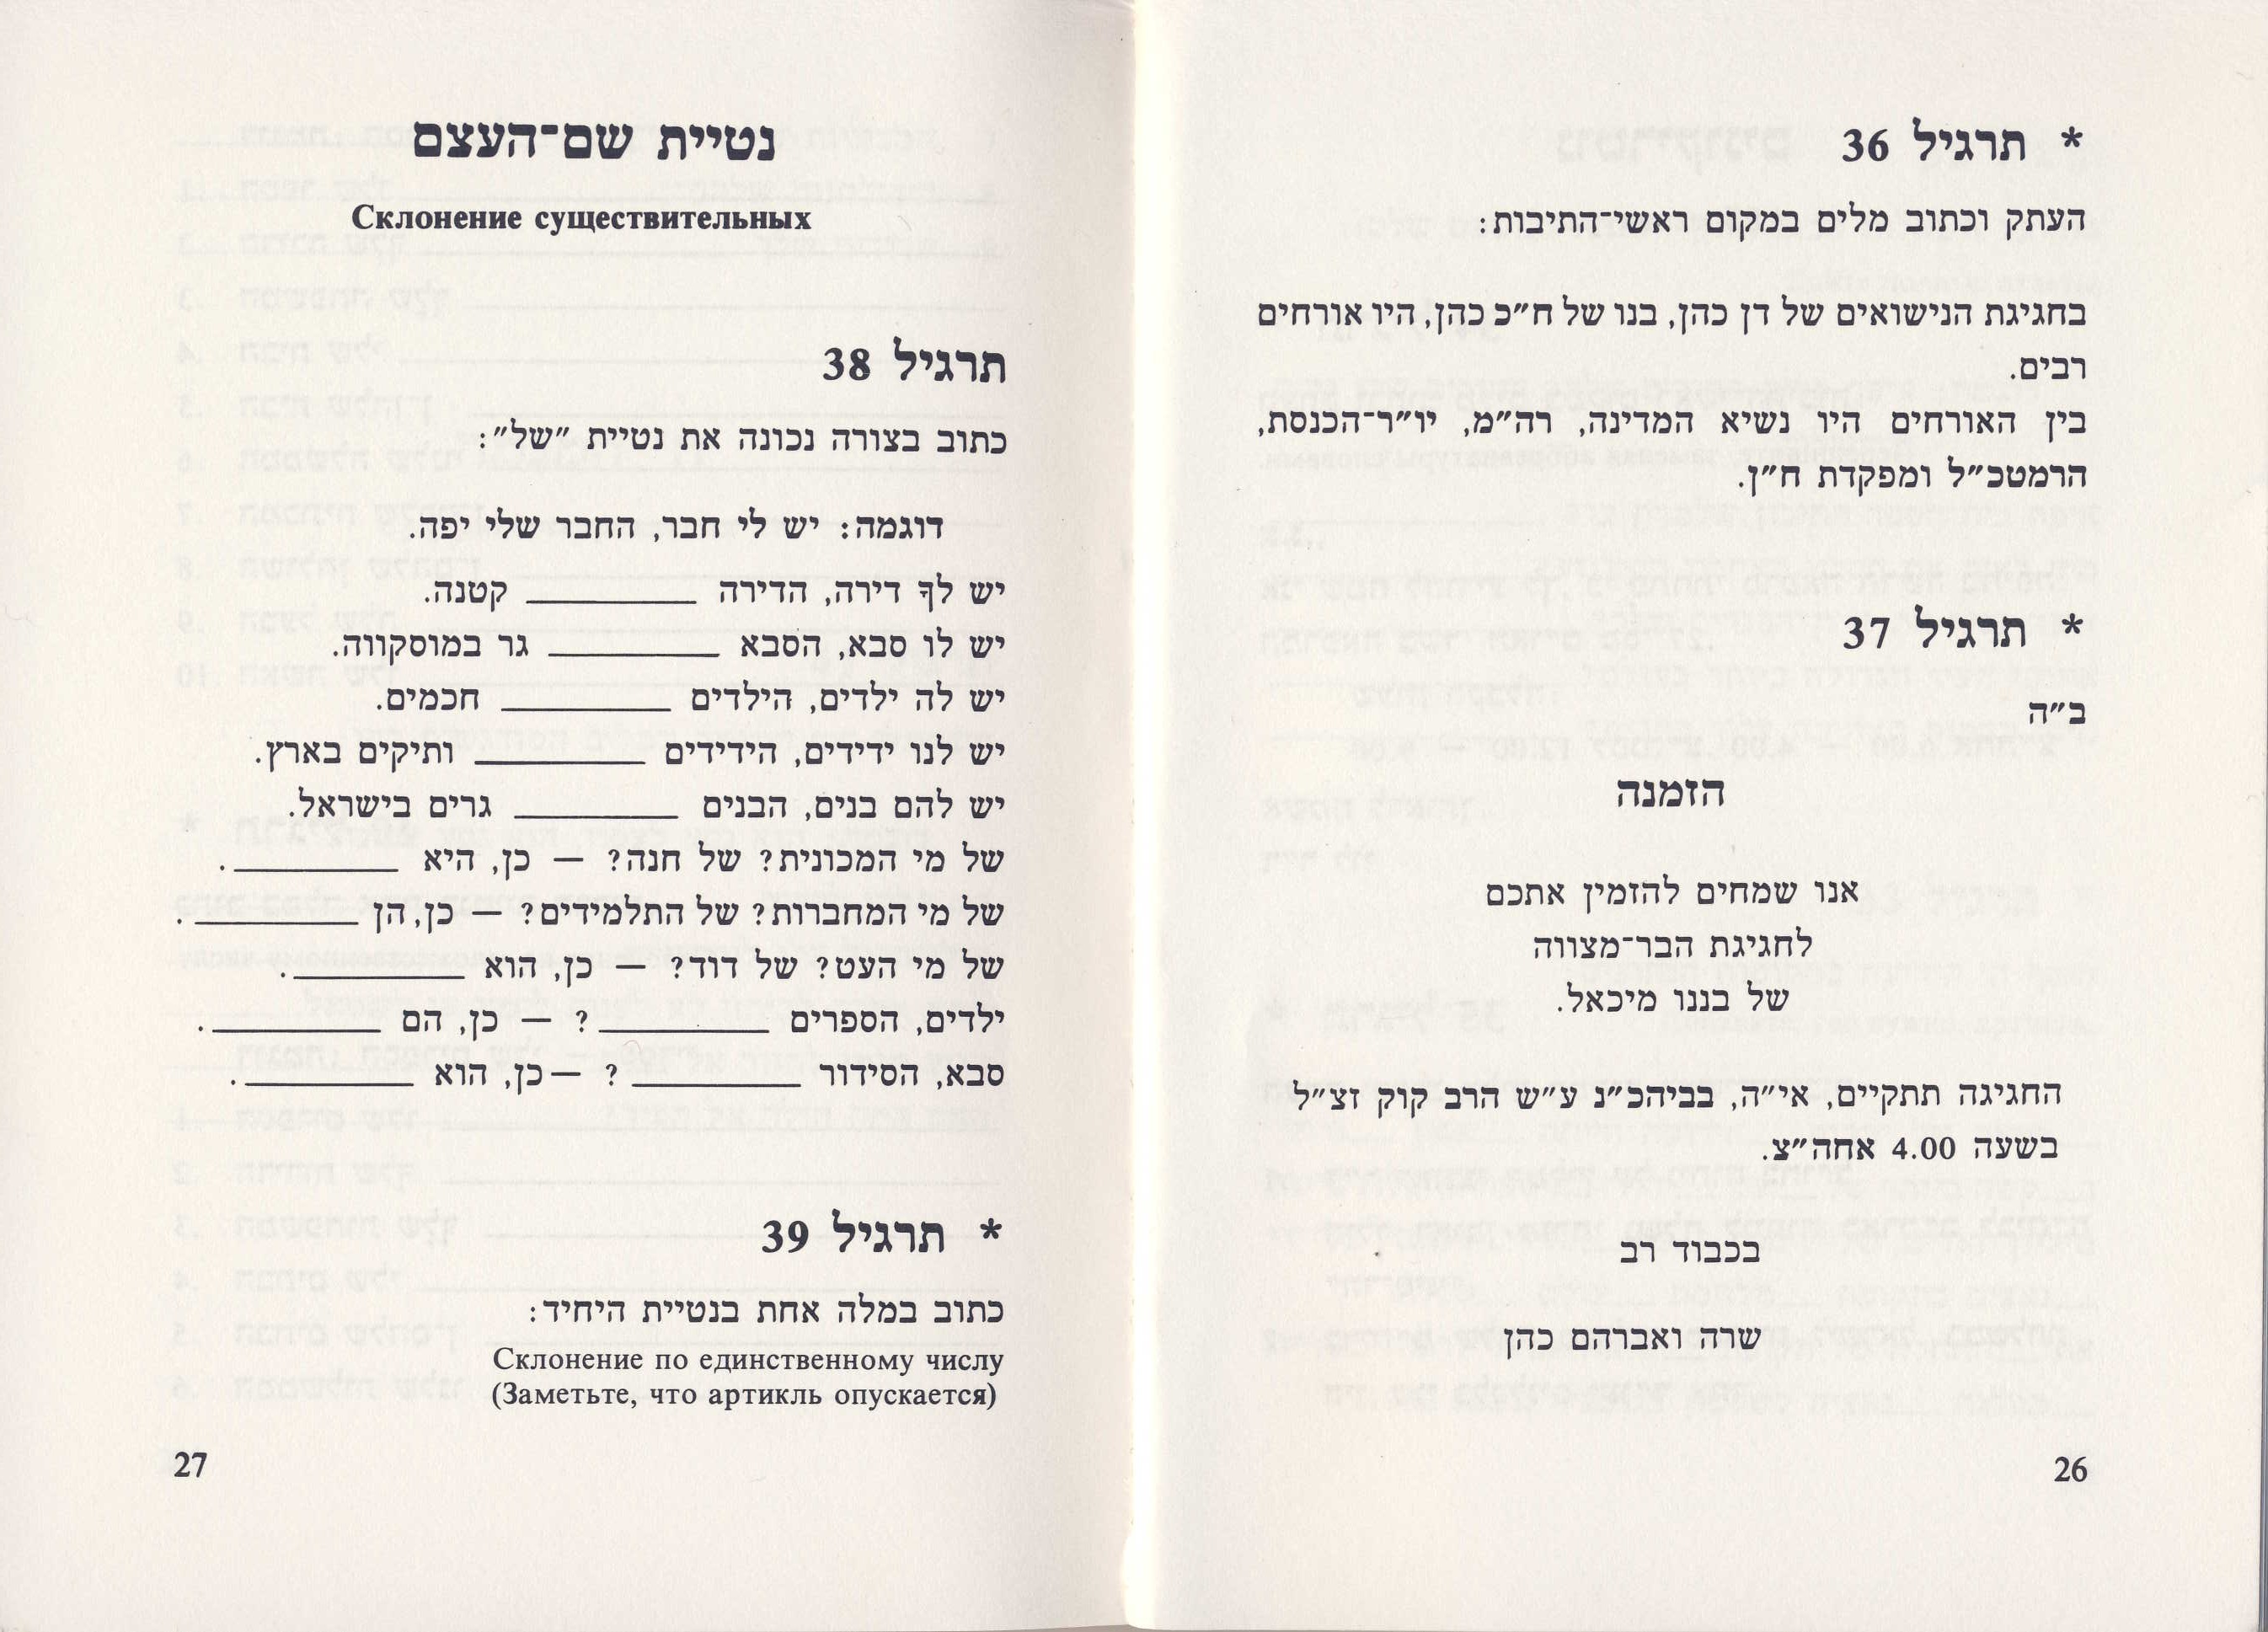 * תרגיל 36
העתק וכתוב מלים במקום ראשי־התיבות:
בחגיגת הנישואים של דן כהן, בנו של ח״כ כהן, היו אורחים
רבים.
בין האורחים היו נשיא המדינה, רה״מ, יו״ר־הכנסת,
הרמטכ״ל ומפקדת ח״ן.
* תרגיל 37
ב״ה
הזמנה
אנו שמחים להזמין אתכם
לחגיגת הבר־מצווה
של בננו מיכאל.
החגיגה תתקיים, אי״ה, בביהכ״נ ע״ש הרב קוק זצ״ל
בשעה 4.00 אחה״צ.
בכבוד רב
שרה ואברהם כהן
26
נטיית שם־העצם
Склонение существительных
תרגיל 38
כתוב בצורה נכונה את נטיית ״של״:
דוגמה: יש לי חבר, החבר שלי יפה.
יש לךָ דירה, הדירה ________ קטנה.
יש לו סבא, הסבא ________ גר במוסקווה.
יש לה ילדים, הילדים ________ חכמים.
יש לנו ידידים, הידידים ________ ותיקים בארץ.
יש להם בנים, הבנים ________ גרים בישראל.
של מי המכונית? של חנה? — כן, היא ________.
של מי המחברות? של התלמידים? — כן, הן ________.
של מי העט? של דוד? — כן, הוא ________.
ילדים, הספרים ________? — כן, הם ________.
סבא, הסידור ________? — כן, הוא ________.
* תרגיל 39
כתוב במלה אחת בנטיית היחיד:
Склонение по единственному числу
(Заметьте, что артикль опускается)
27